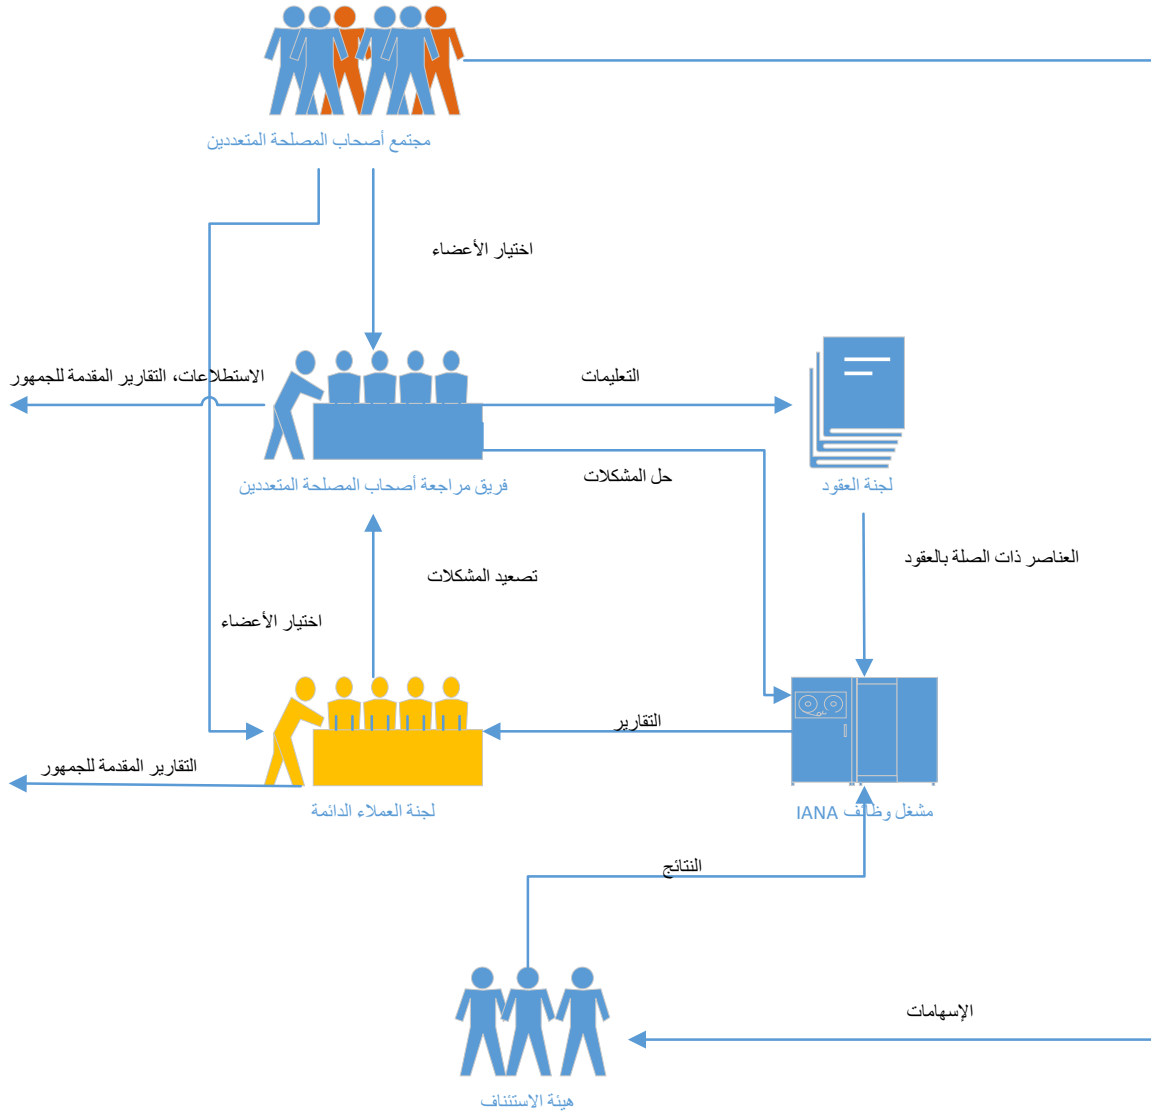 مجتمع أصحاب المصلحة المتعددين
اختيار الأعضاء
الاستطلاعات، التقارير المقدمة للجمهور
التعليمات
حل المشكلات
فريق مراجعة أصحاب المصلحة المتعددين
لجنة العقود
العناصر ذات الصلة بالعقود
تصعيد المشكلات
اختيار الأعضاء
التقارير
التقارير المقدمة للجمهور
لجنة العملاء الدائمة
مشغل وظائف IANA
النتائج
الإسهامات
هيئة الاستئناف